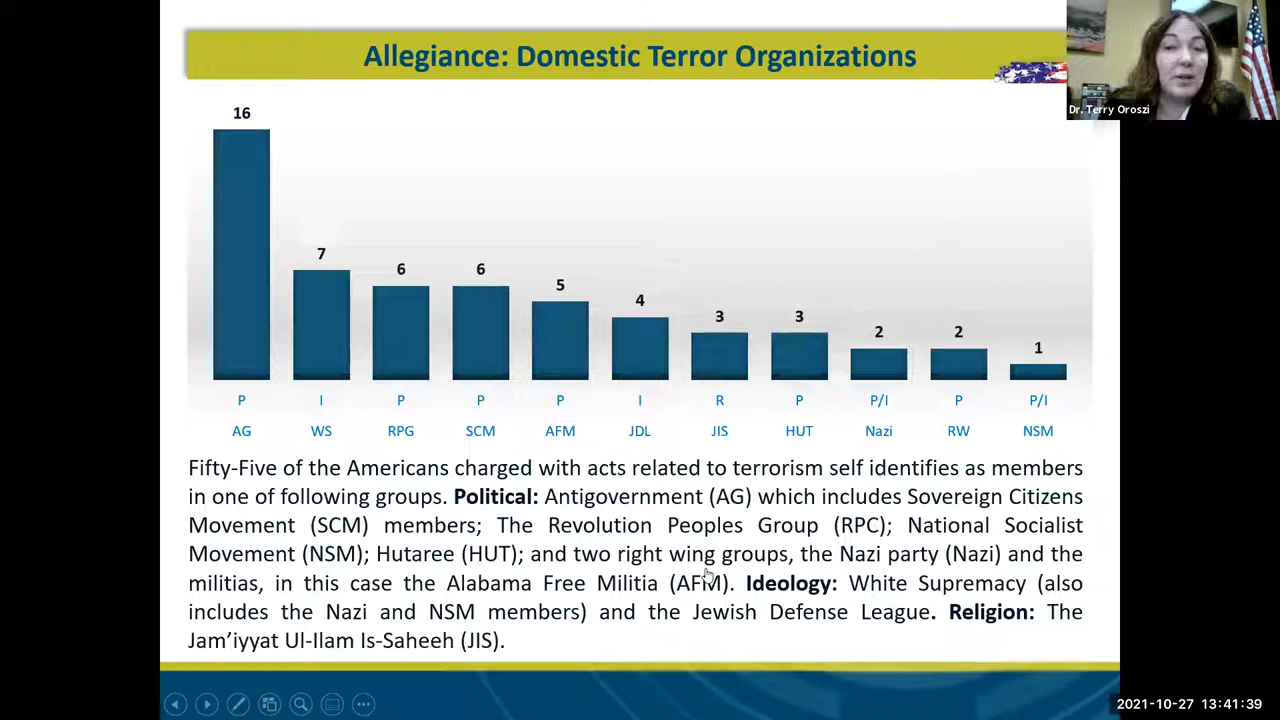 Allegiance: Domestic Terror Organizations
Dr. Terry Oroszi
16
7
6
6
5
4
3
3
2
2
1
P I P P P I R P P/I P P/I
AG WS RPG SCM AFM JDL JIS HUT Nazi RW NSM
Fifty-Five of the Americans charged with acts related to terrorism self identifies as members
in one of following groups. Political: Antigovernment (AG) which includes Sovereign Citizens
Movement (SCM) members; The Revolution Peoples Group (RPC); National Socialist
Movement (NSM); Hutaree (HUT); and two right wing groups, the Nazi party (Nazi) and the
militias, in this case the Alabama Free Militia (AFM). Ideology: White Supremacy (also
includes the Nazi and NSM members) and the Jewish Defense League. Religion: The
Jam’iyyat Ul-Ilam Is-Saheeh (JIS).
2021-10-27 13:41:39